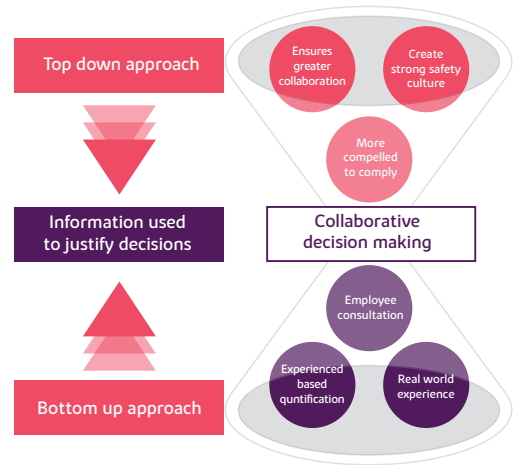 Top down approach
Ensures
greater
collaboration
Create
strong safety
culture
More
compelled
to comply
Information used
to justify decisions
Collaborative
decision making
Employee
consultation
Experienced
based
quntification
Real world
experience
Bottom up approach